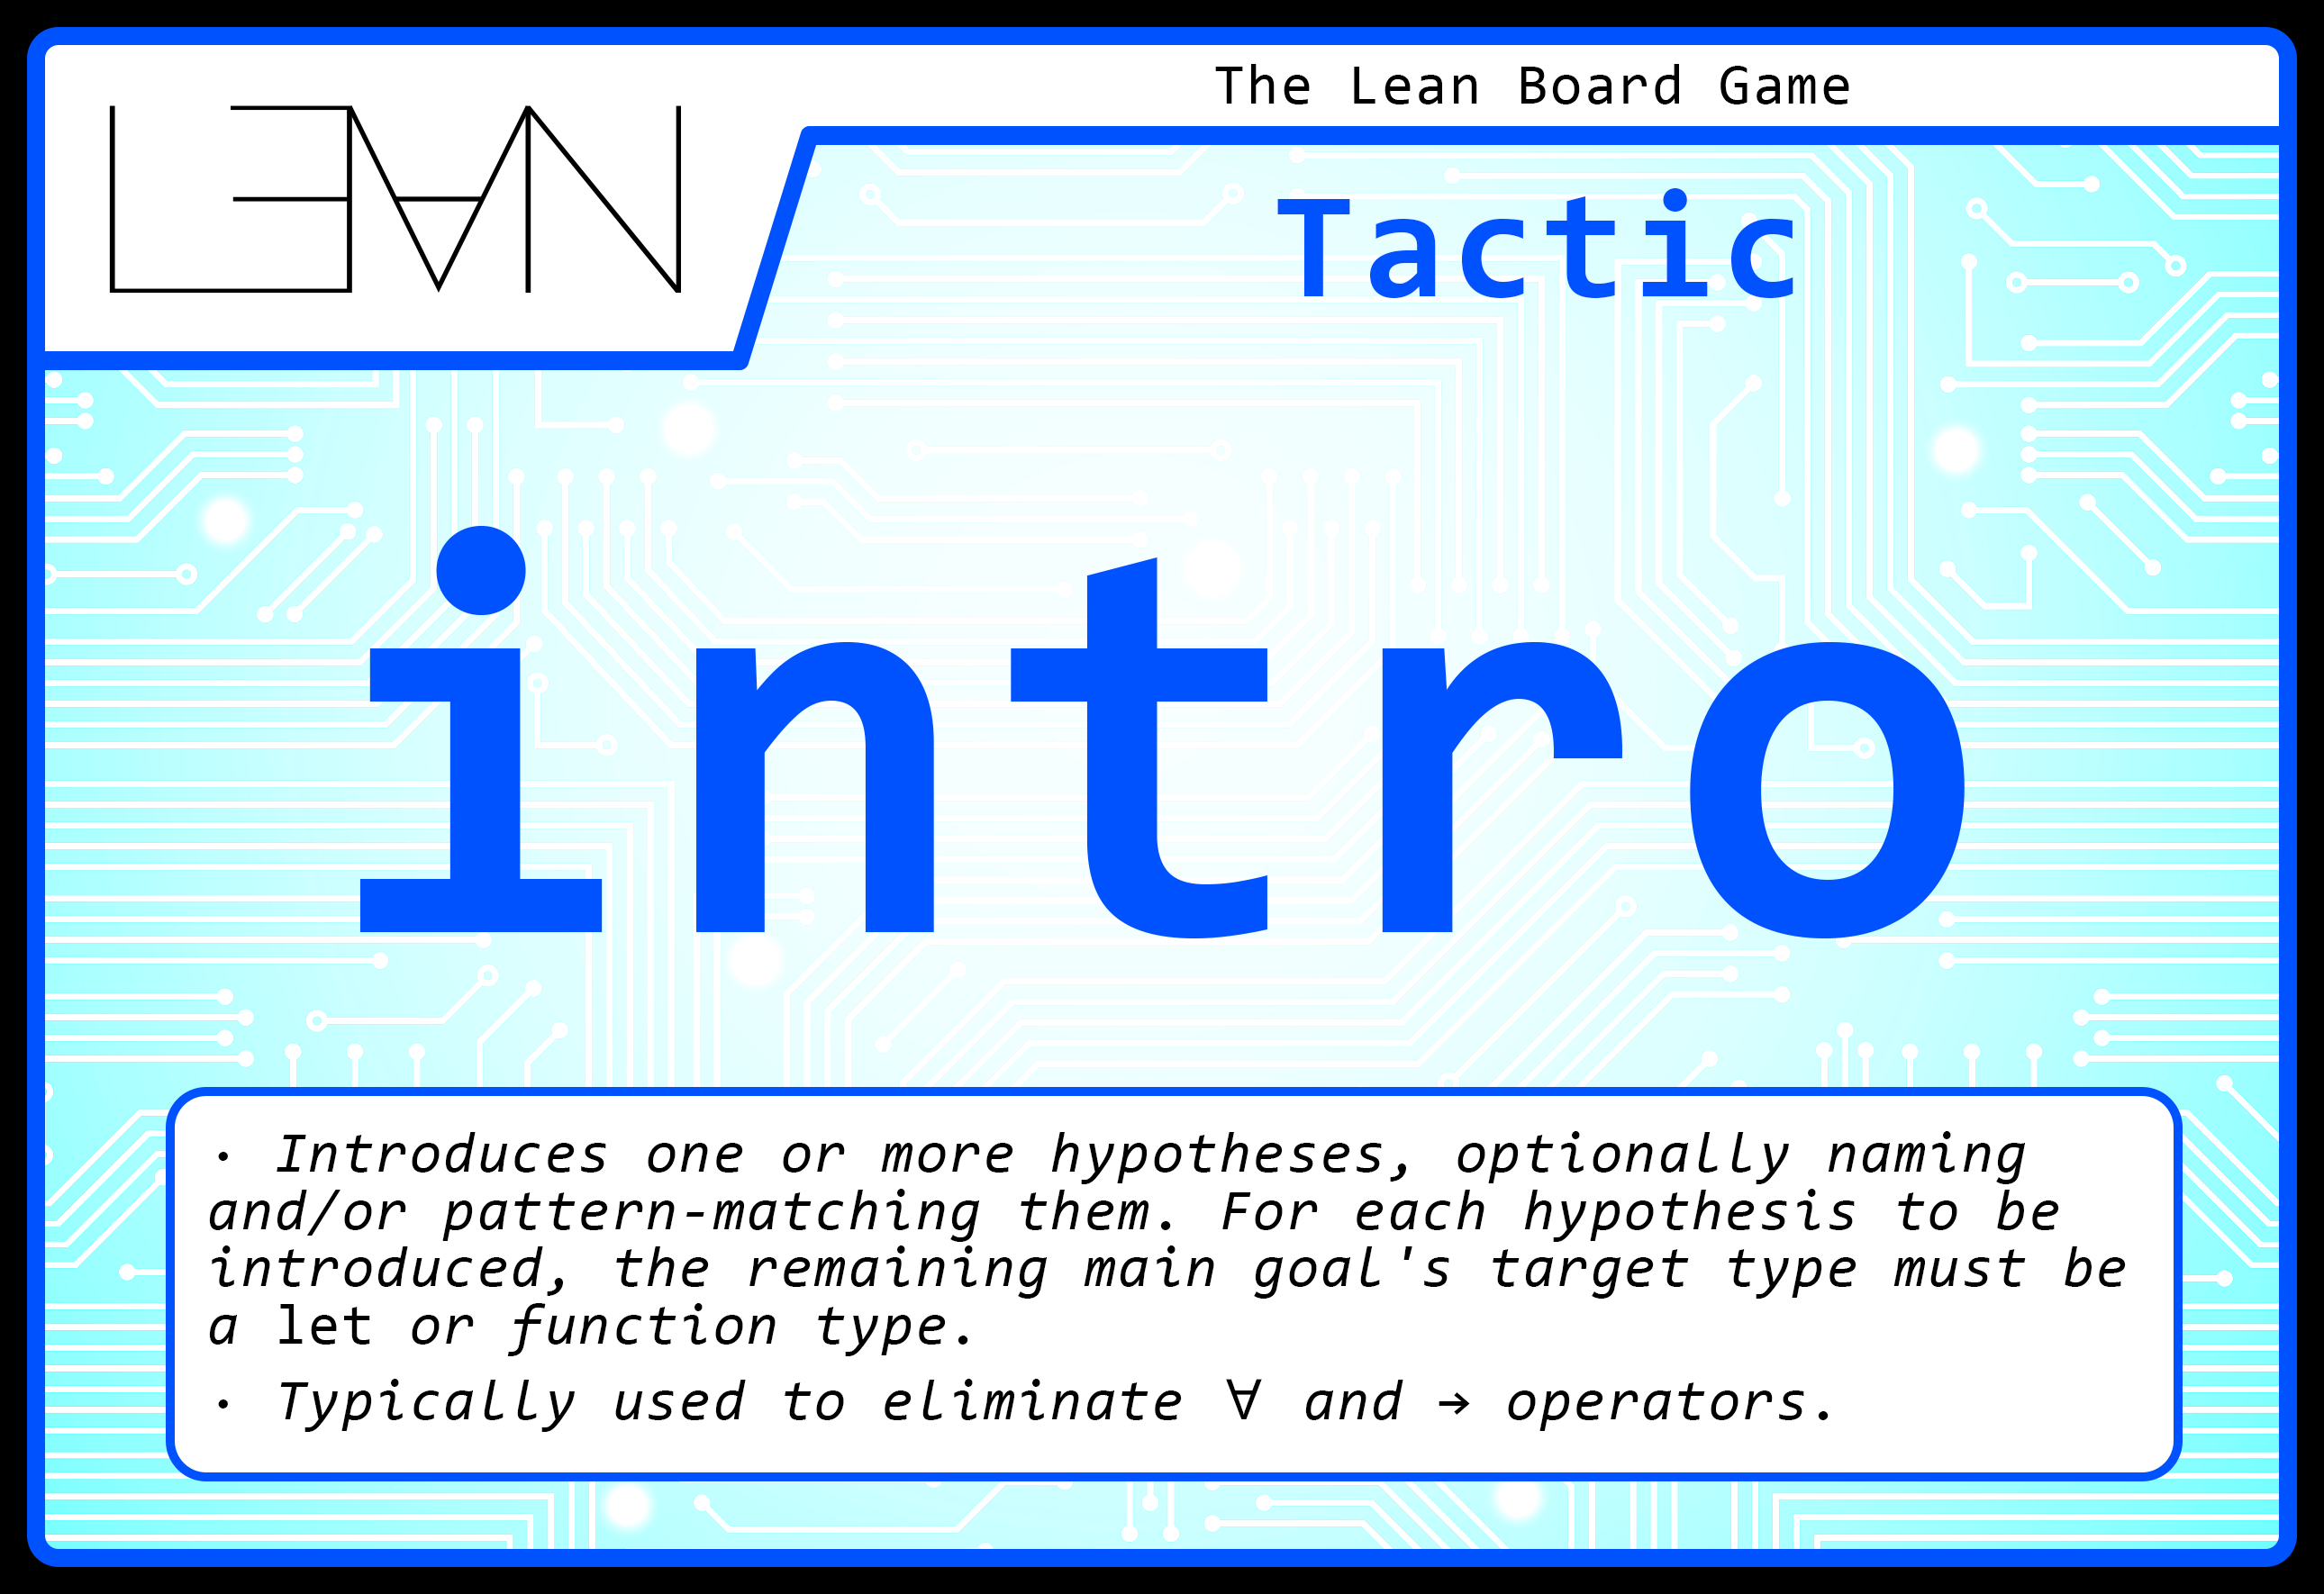 LEAN
The Lean Board Game
Tactic
intro
· Introduces one or more hypotheses, optionally naming
and/or pattern-matching them. For each hypothesis to be
introduced, the remaining main goal's target type must be
a let or function type.
· Typically used to eliminate ∀ and → operators.